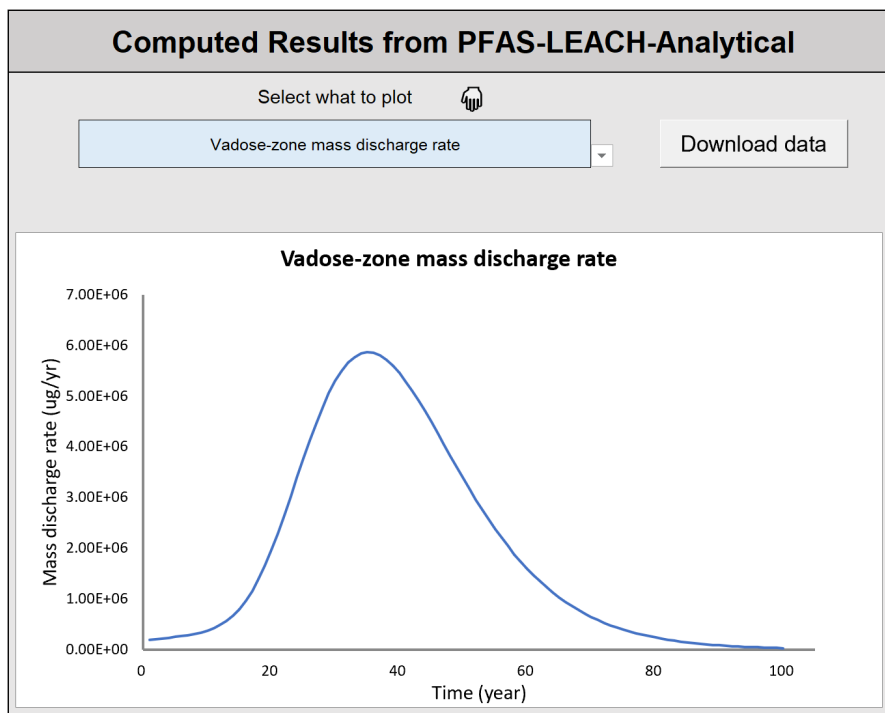 Computed Results from PFAS-LEACH-Analytical
Select what to plot
Vadose-zone mass discharge rate
Download data
Vadose-zone mass discharge rate
Mass discharge rate (ug/yr)
7.00E+06
6.00E+06
5.00E+06
4.00E+06
3.00E+06
2.00E+06
1.00E+06
0.00E+00
0 20 40 60 80 100
Time (year)